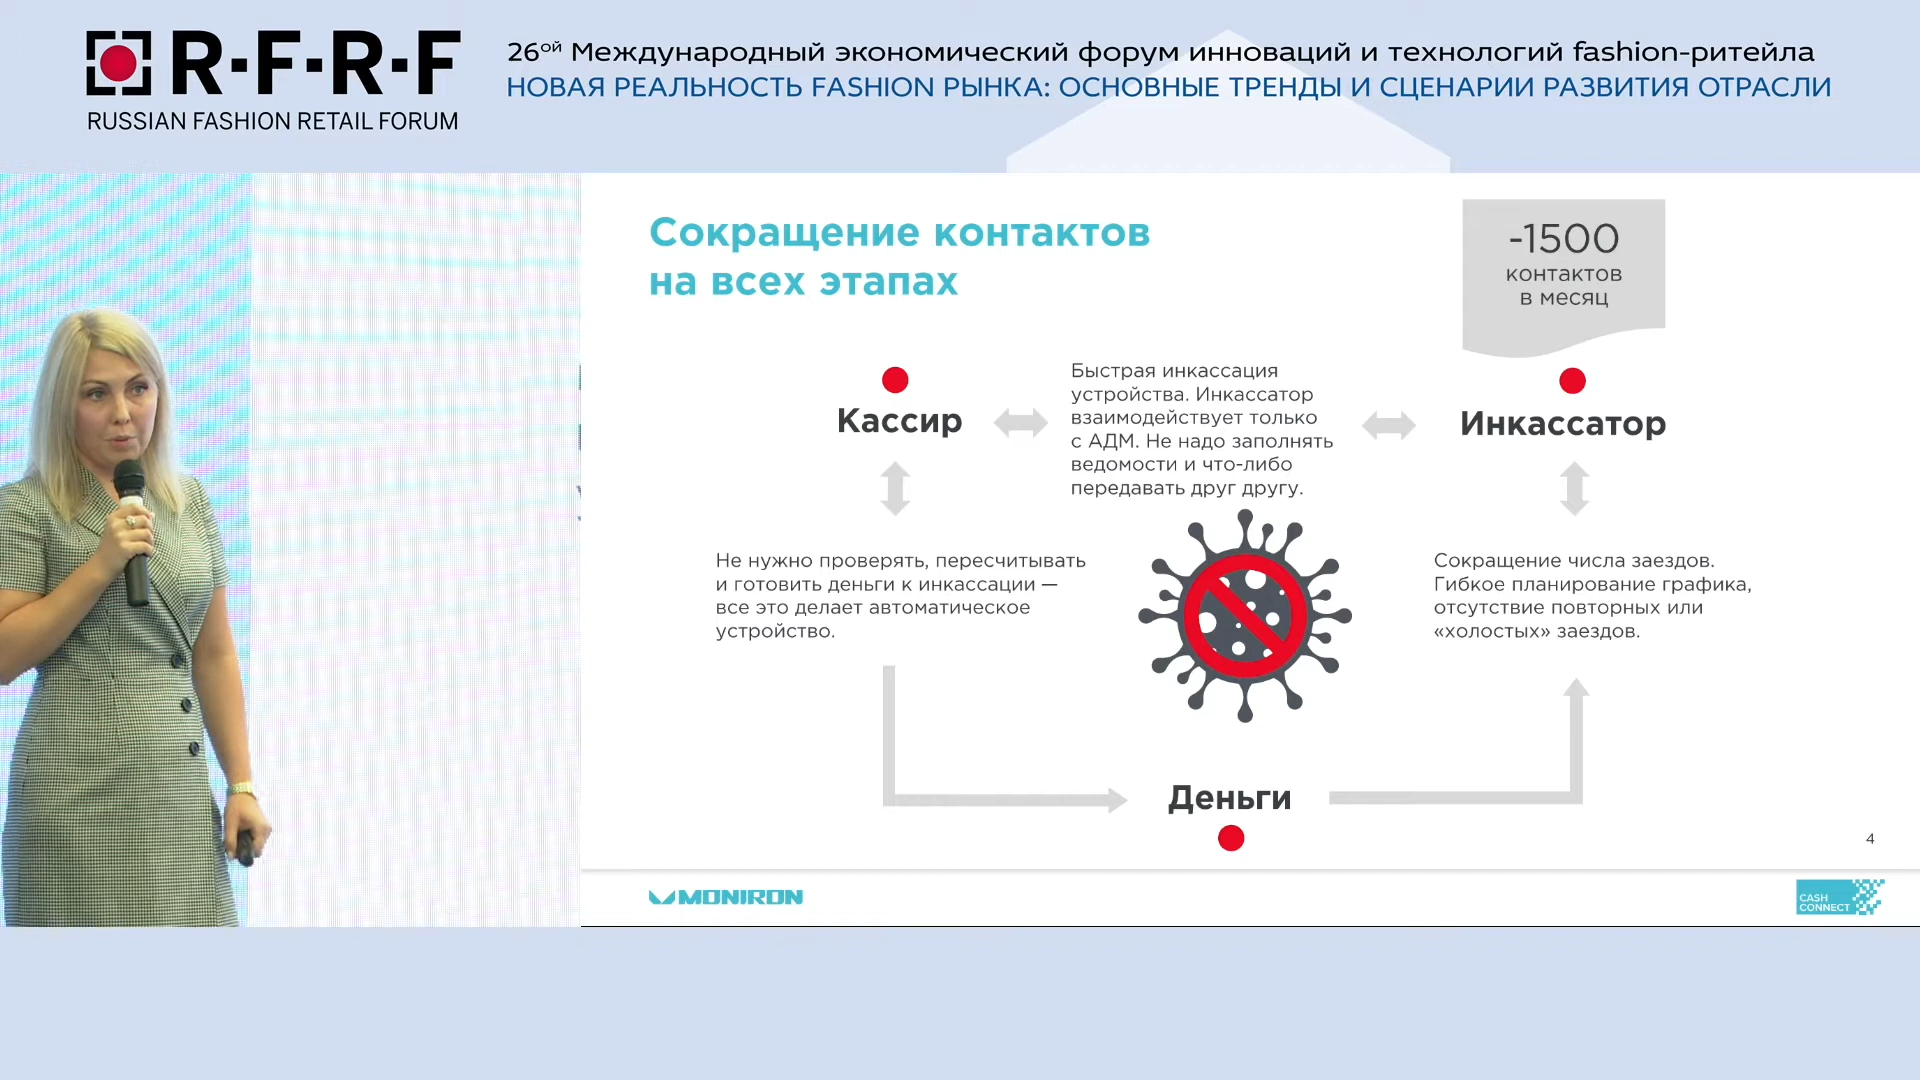 R·F·R·F
RUSSIAN FASHION RETAIL FORUM
26ой Международный экономический форум инноваций и технологий fashion-ритейла
НОВАЯ РЕАЛЬНОСТЬ FASHION РЫНКА: ОСНОВНЫЕ ТРЕНДЫ И СЦЕНАРИИ РАЗВИТИЯ ОТРАСЛИ
Сокращение контактов
на всех этапах
-1500
контактов
в месяц
Кассир
Быстрая инкассация
устройства. Инкассатор
взаимодействует только
с АДМ. Не надо заполнять
ведомости и что-либо
передавать друг другу.
Инкассатор
Не нужно проверять, пересчитывать
и готовить деньги к инкассации —
все это делает автоматическое
устройство.
Сокращение числа заездов.
Гибкое планирование графика,
отсутствие повторных или
«холостых» заездов.
Деньги
4
MONIRON
CASH
CONNECT